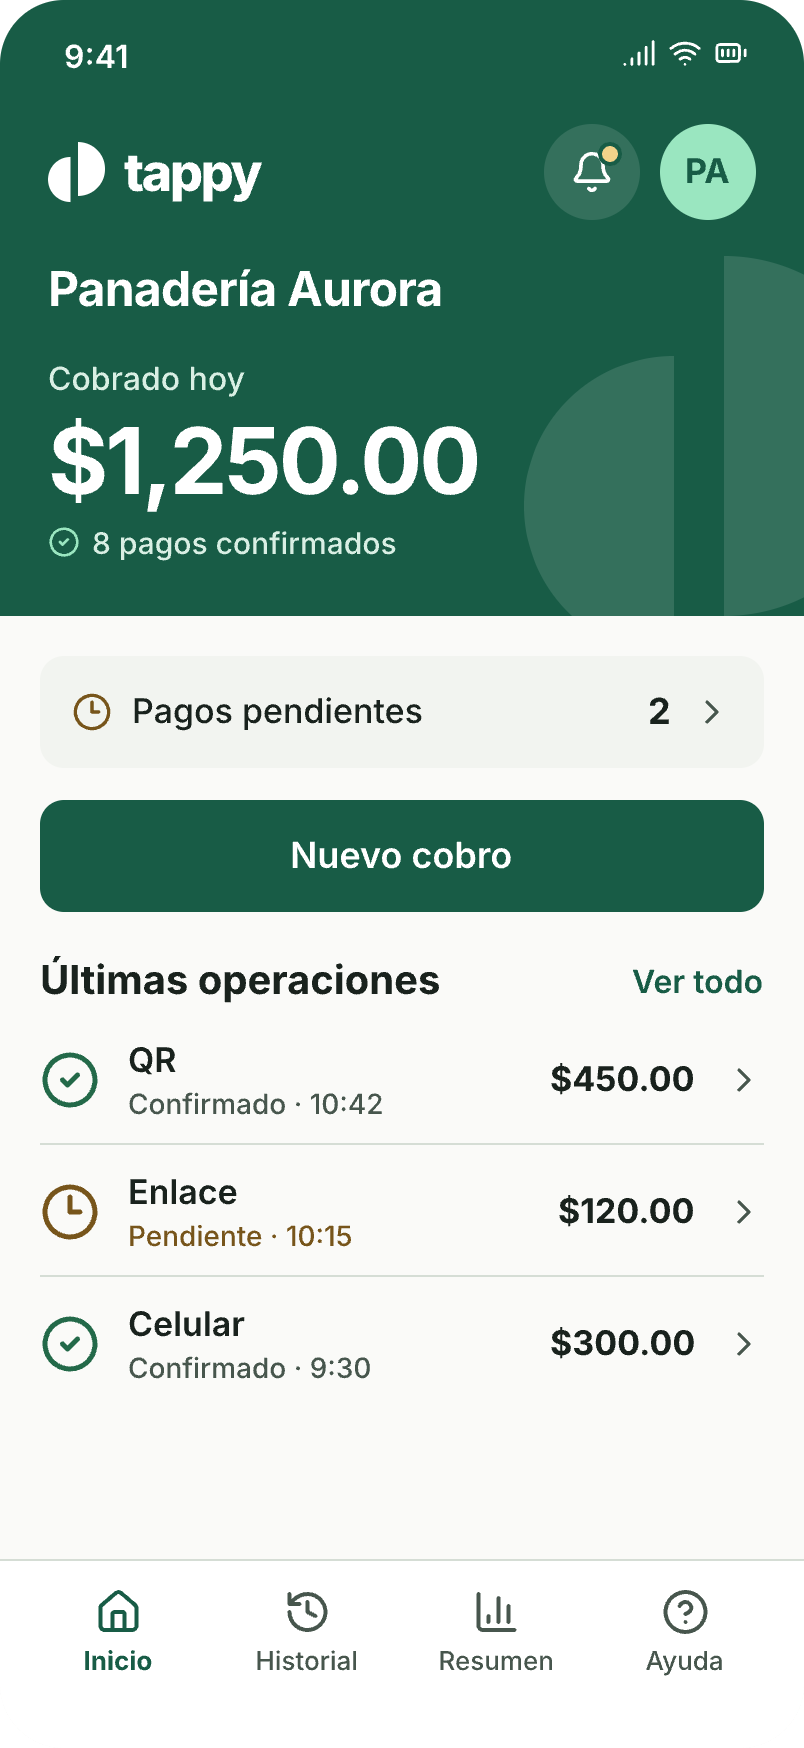 9:41
tappy
PA
Panadería Aurora
Cobrado hoy
$1,250.00
8 pagos confirmados
Pagos pendientes 2
Nuevo cobro
Últimas operaciones Ver todo
QR
Confirmado · 10:42
$450.00
Enlace
Pendiente · 10:15
$120.00
Celular
Confirmado · 9:30
$300.00
Inicio Historial Resumen Ayuda